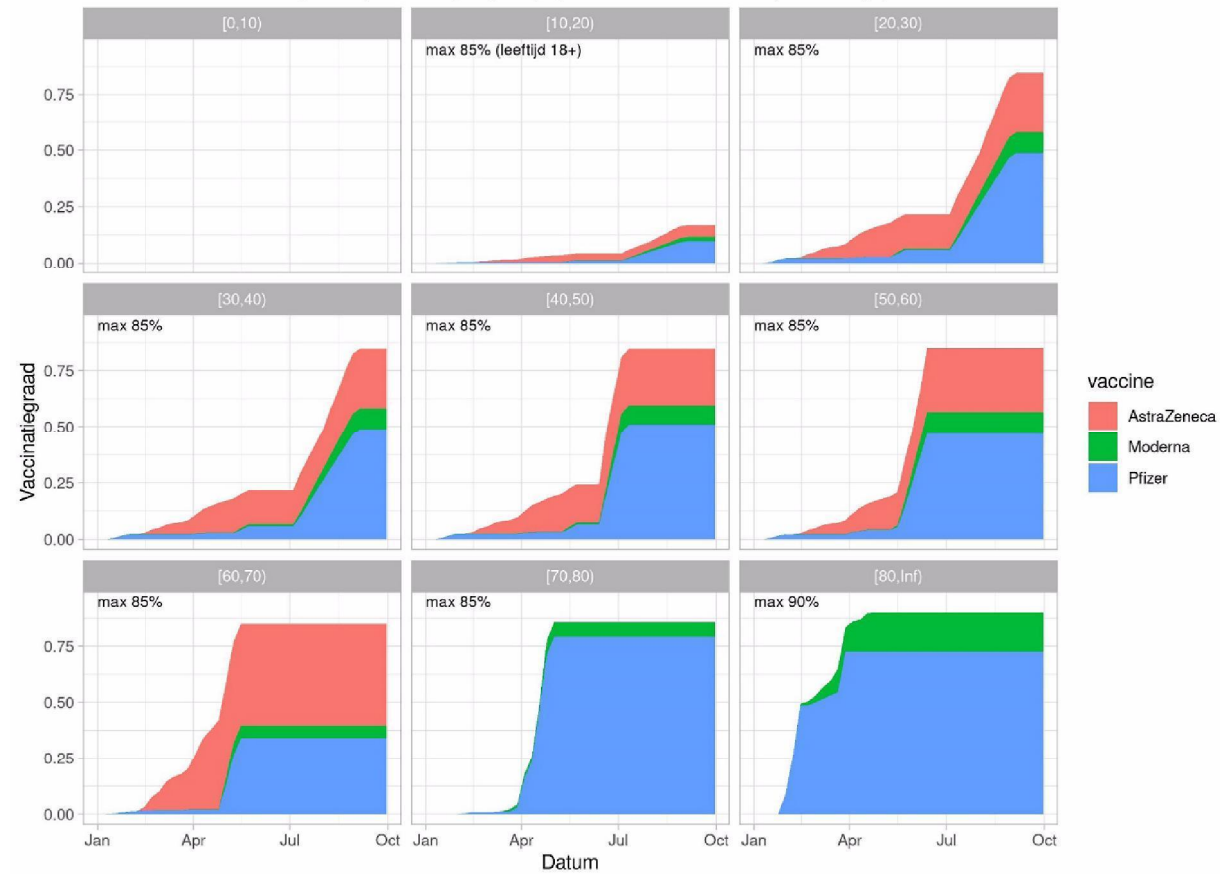 [0,10)
[10,20)
[20,30)
max 85% (leeftijd 18+)
max 85%
0.75
0.50
0.25
0.00
[30,40)
[40,50)
[50,60)
max 85%
max 85%
max 85%
0.75
0.50
0.25
0.00
Vaccinatiegraad
vaccine
AstraZeneca
Moderna
Pfizer
[60,70)
[70,80)
[80,Inf)
max 85%
max 85%
max 90%
0.75
0.50
0.25
0.00
Jan
Apr
Jul
Oct
Jan
Apr
Jul
Oct
Jan
Apr
Jul
Oct
Datum